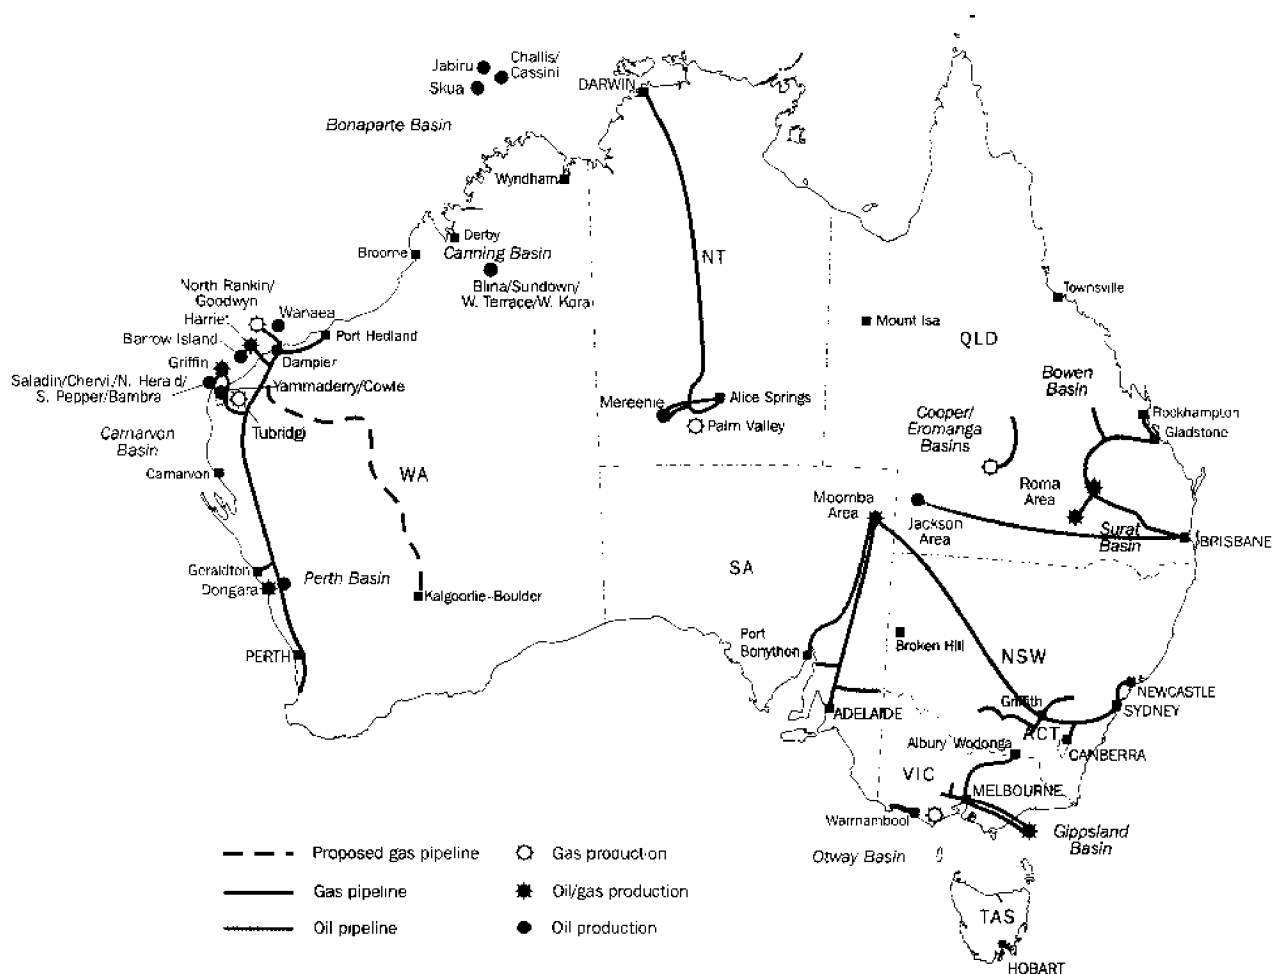 Jabiru
Challis/
Cassini
Skua
DARWIN
Bonaparte Basin
Wyndham
Derby
Broome
Canning Basin
NT
Blina/Sundown/
W. Terrace/W. Kora
North Rankin/
Goodwyn
Wanaea
Harriet
Barrow Island
Port Hedland
Dampier
Griffin
Saladin/Chervi./N. Herald/
S. Pepper/Bambra
Yammaderry/Cowle
Tubridgi
Townsville
Mount Isa
QLD
Bowen
Basin
Mereenie
Alice Springs
Palm Valley
Cooper/
Eromanga
Basins
Rockhampton
Gladstone
Carnarvon
Basin
Carnarvon
WA
Moomba
Area
Roma
Area
Jackson
Area
Surat
Basin
BRISBANE
Geraldton
Dongara
Perth Basin
SA
Kalgoorlie-Boulder
Port
Bonython
Broken Hill
NSW
PERTH
NEWCASTLE
Griffith
SYDNEY
ADELAIDE
ACT
Albury Wodonga
CANBERRA
VIC
MELBOURNE
Warrnambool
Gippsland
Basin
Otway Basin
TAS
HOBART
Proposed gas pipeline
Gas production
Gas pipeline
Oil/gas production
Oil pipeline
Oil production